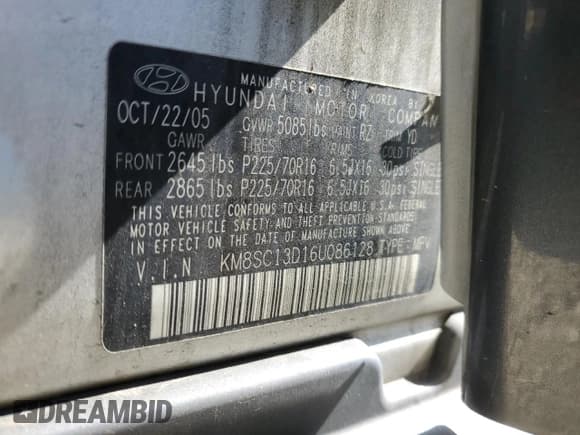 MANUFACTURED IN KOREA BY
HYUNDAI MOTOR COMPANY
OCT/22/05 GVWR 5085lbs PAINT RZ TRIM YD
GAWR TIRES RIMS COLD TIRE
FRONT 2645lbs P225/70R16 6.5JX16 30psi SINGLE
REAR 2865lbs P225/70R16 6.5JX16 30psi SINGLE
THIS VEHICLE CONFORMS TO ALL APPLICABLE U.S.A. FEDERAL
MOTOR VEHICLE SAFETY AND THEFT PREVENTION STANDARDS
IN EFFECT ON THE DATE OF MANUFACTURE SHOWN ABOVE.
V.I.N KM8SC13D16U086128 TYPE: MPV
DREAMBID